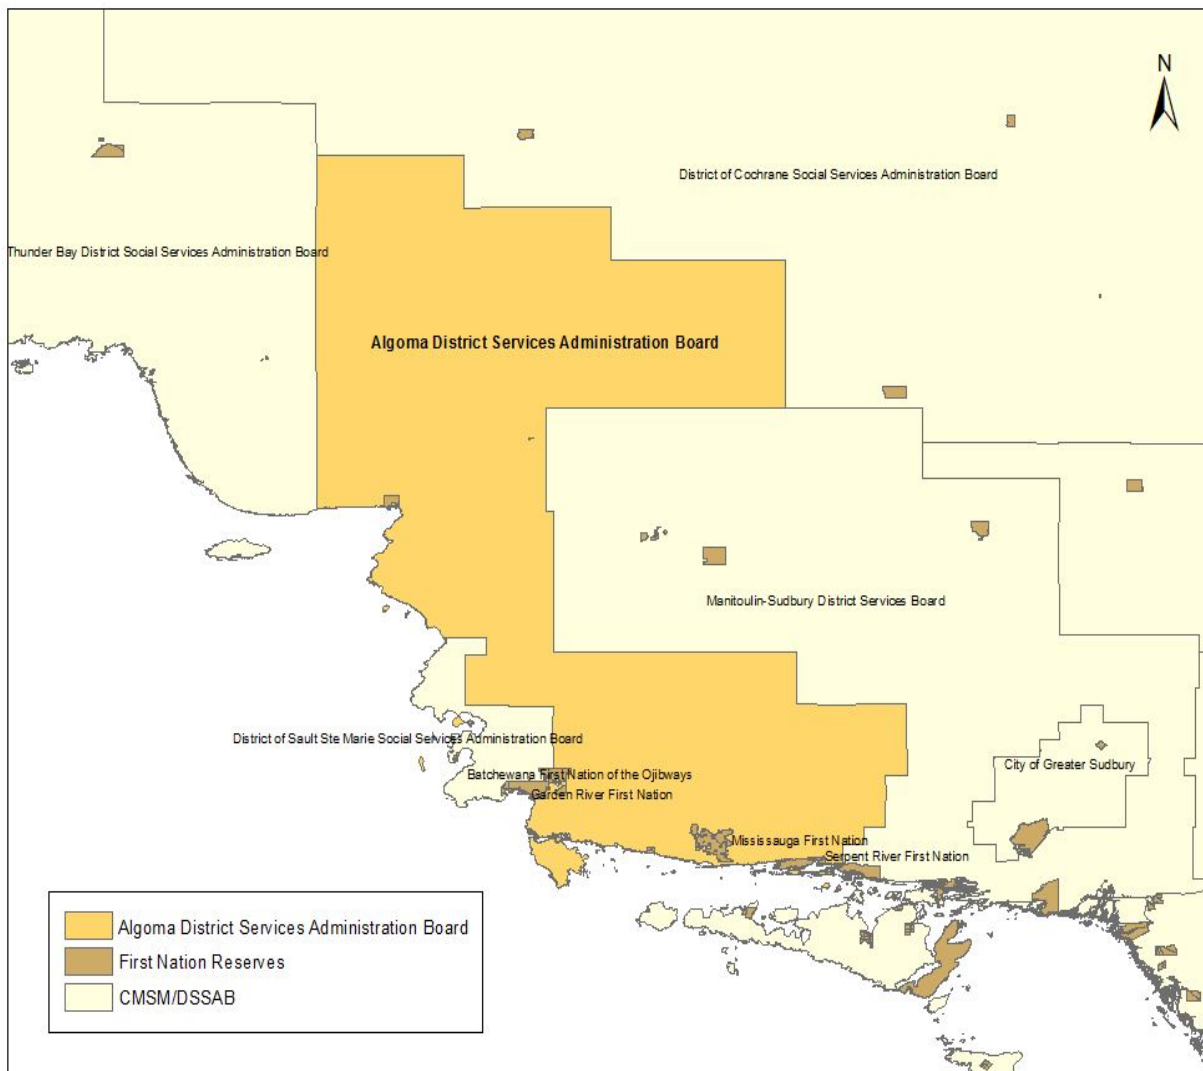 N
District of Cochrane Social Services Administration Board
Thunder Bay District Social Services Administration Board
Algoma District Services Administration Board
Manitoulin-Sudbury District Services Board
District of Sault Ste Marie Social Services Administration Board
City of Greater Sudbury
Batchewana First Nation of the Ojibways
Garden River First Nation
Mississauga First Nation
Serpent River First Nation
Algoma District Services Administration Board
First Nation Reserves
CMSM/DSSAB